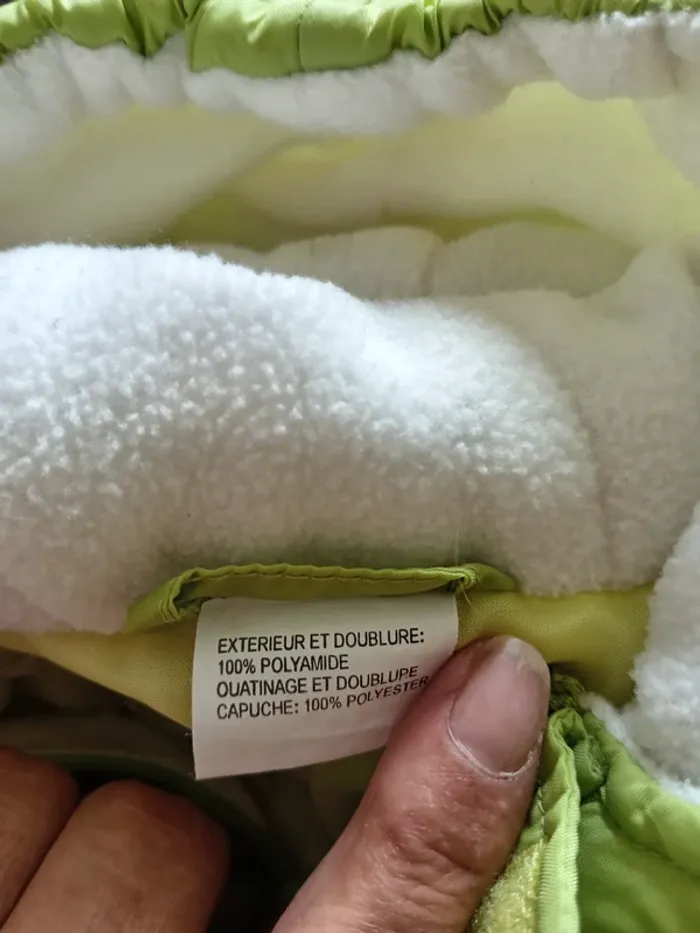 EXTERIEUR ET DOUBLURE:
100% POLYAMIDE
OUATINAGE ET DOUBLURE
CAPUCHE: 100% POLYESTER